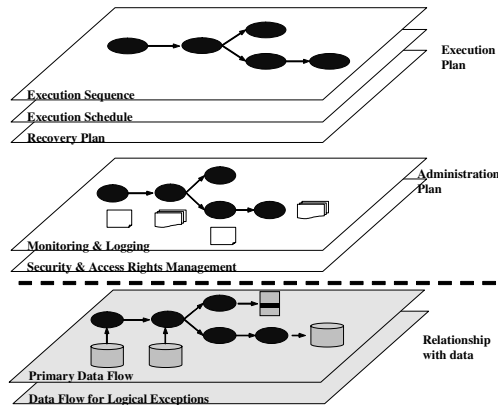 Execution
Plan
Execution Sequence
Execution Schedule
Recovery Plan
Administration
Plan
Monitoring & Logging
Security & Access Rights Management
Relationship
with data
Primary Data Flow
Data Flow for Logical Exceptions